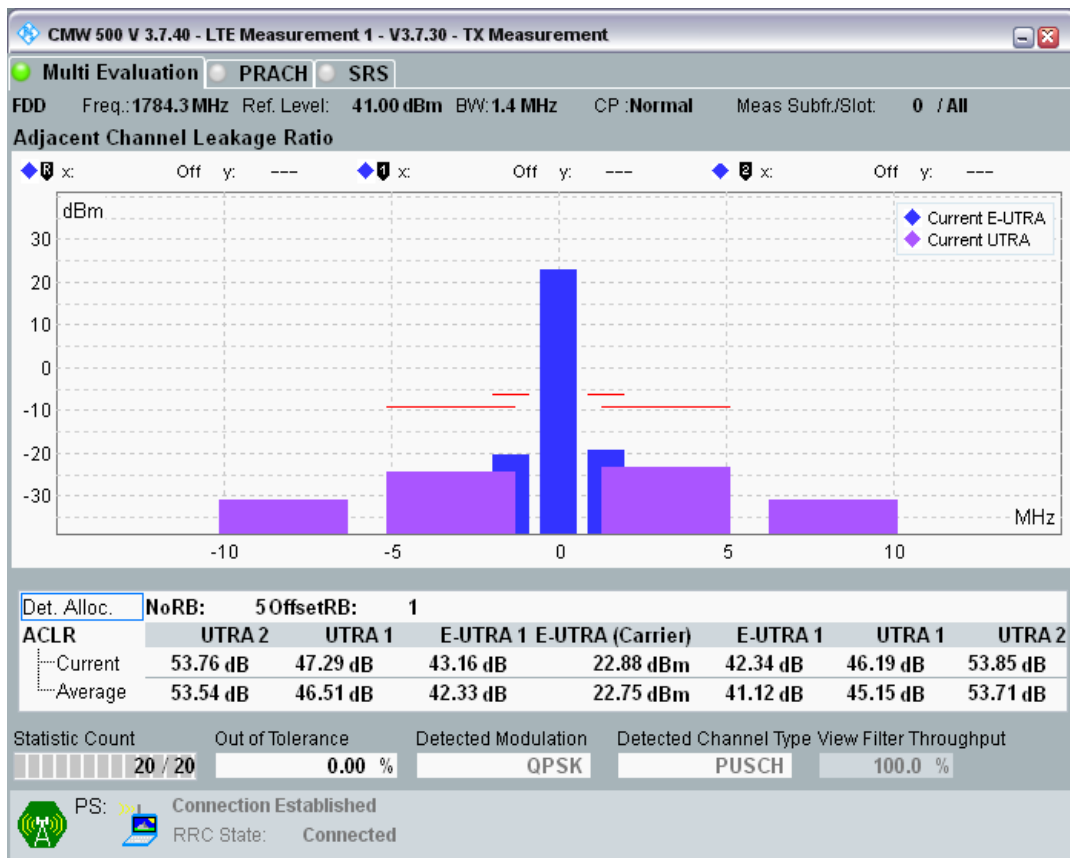 CMW 500 V 3.7.40 - LTE Measurement 1 - V3.7.30 - TX Measurement
Multi Evaluation PRACH SRS
FDD Freq.: 1784.3 MHz Ref. Level: 41.00 dBm BW: 1.4 MHz CP :Normal Meas Subfr./Slot: 0 / All
Adjacent Channel Leakage Ratio
R x: Off y: --- 1 x: Off y: --- 2 x: Off y: ---
dBm
Current E-UTRA
Current UTRA
30
20
10
0
-10
-20
-30
MHz
-10 -5 0 5 10
Det. Alloc. NoRB: 5 OffsetRB: 1
ACLR UTRA 2 UTRA 1 E-UTRA 1 E-UTRA (Carrier) E-UTRA 1 UTRA 1 UTRA 2
Current 53.76 dB 47.29 dB 43.16 dB 22.88 dBm 42.34 dB 46.19 dB 53.85 dB
Average 53.54 dB 46.51 dB 42.33 dB 22.75 dBm 41.12 dB 45.15 dB 53.71 dB
Statistic Count Out of Tolerance Detected Modulation Detected Channel Type View Filter Throughput
20 / 20 0.00 % QPSK PUSCH 100.0 %
PS: Connection Established
RRC State: Connected